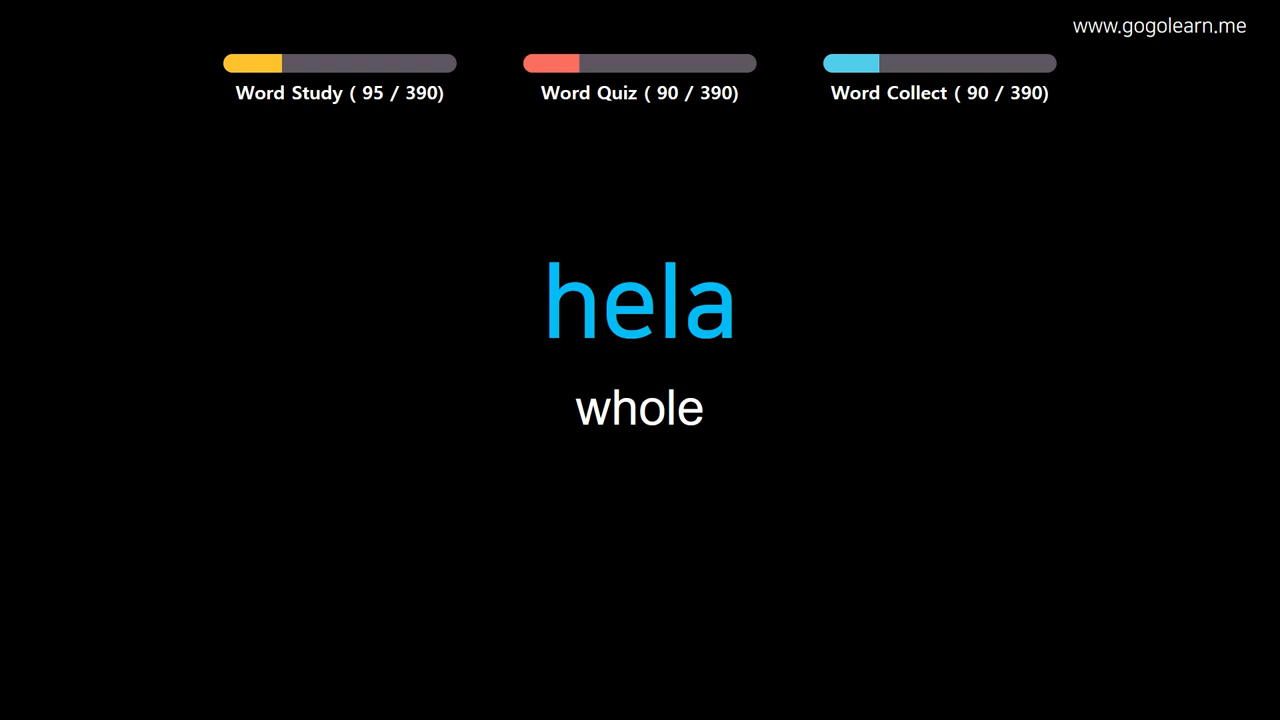 www.gogolearn.me
Word Study ( 95 / 390)
Word Quiz ( 90 / 390)
Word Collect ( 90 / 390)
hela
whole